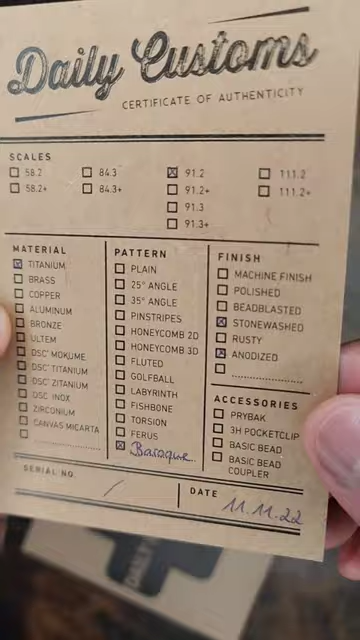 Daily Customs
CERTIFICATE OF AUTHENTICITY
SCALES
58.2 84.3 91.2 111.2
58.2+ 84.3+ 91.2+ 111.2+
91.3
91.3+
MATERIAL
TITANIUM
BRASS
COPPER
ALUMINUM
BRONZE
ULTEM
DSC' MOKUME
DSC' TITANIUM
DSC' ZITANIUM
DSC INOX
ZIRCONIUM
CANVAS MICARTA
PATTERN
PLAIN
25° ANGLE
35° ANGLE
PINSTRIPES
HONEYCOMB 2D
HONEYCOMB 3D
FLUTED
GOLFBALL
LABYRINTH
FISHBONE
TORSION
FERUS
Baroque
FINISH
MACHINE FINISH
POLISHED
BEADBLASTED
STONEWASHED
RUSTY
ANODIZED
ACCESSORIES
PRYBAK
3H POCKETCLIP
BASIC BEAD
BASIC BEAD
COUPLER
SERIAL NO. /
DATE 11.11.22